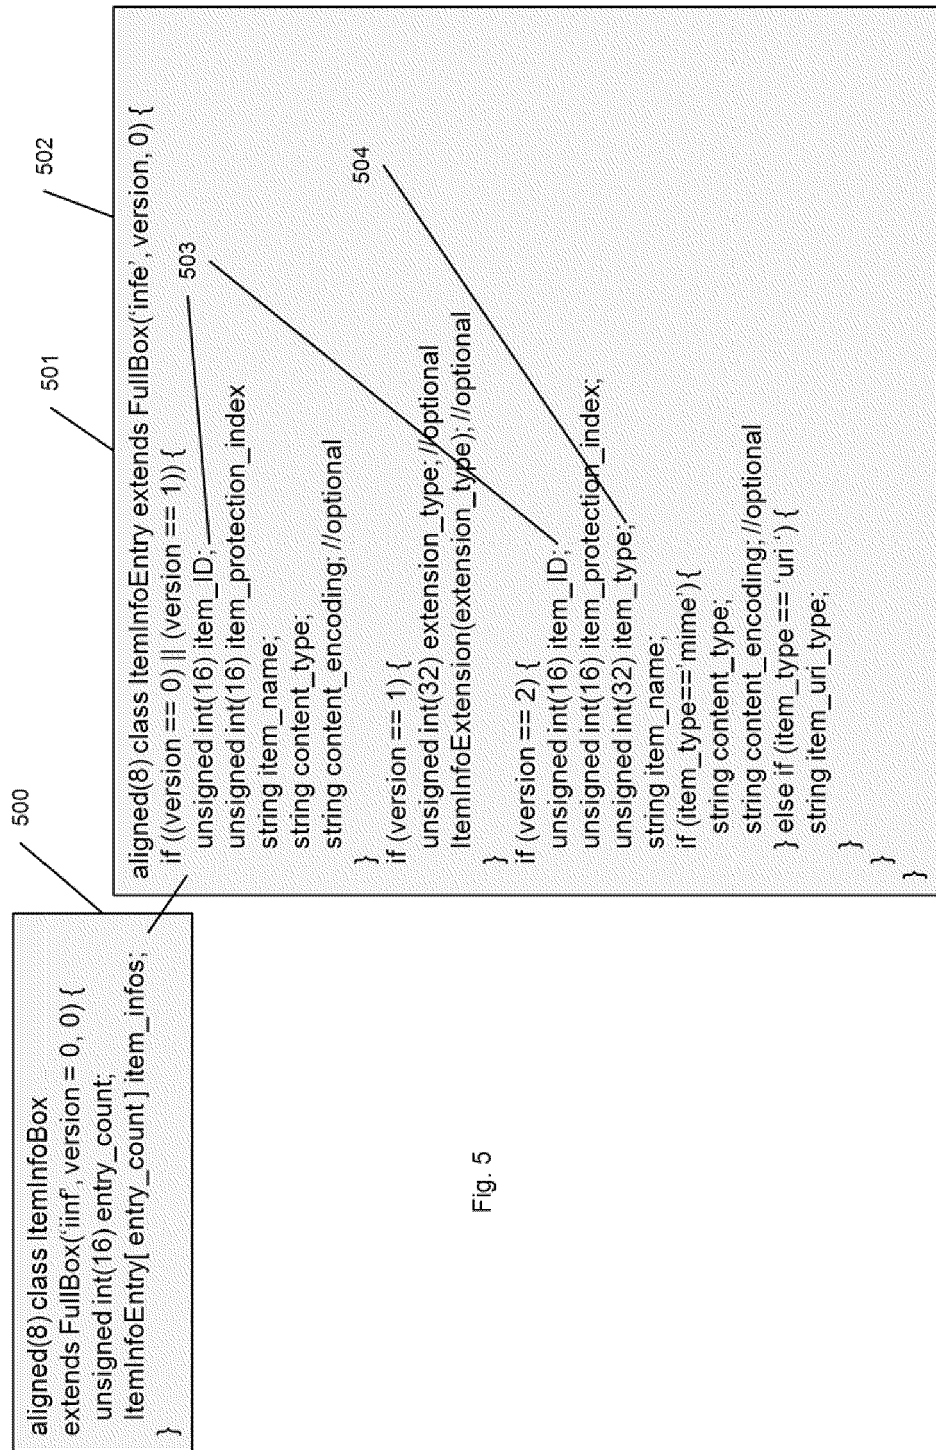 500
aligned(8) class ItemInfoBox
extends FullBox(‘iinf’, version = 0, 0) {
unsigned int(16) entry_count;
ItemInfoEntry[ entry_count ] item_infos;
}
501
502
aligned(8) class ItemInfoEntry extends FullBox(‘infe’, version, 0) {
if ((version == 0) || (version == 1)) {
unsigned int(16) item_ID;
503
unsigned int(16) item_protection_index
string item_name;
string content_type;
string content_encoding; //optional
}
504
if (version == 1) {
unsigned int(32) extension_type; //optional
ItemInfoExtension(extension_type); //optional
}
if (version == 2) {
unsigned int(16) item_ID;
unsigned int(16) item_protection_index;
unsigned int(32) item_type;
string item_name;
if (item_type==‘mime’) {
string content_type;
string content_encoding; //optional
} else if (item_type == ‘uri ‘) {
string item_uri_type;
}
}
}
Fig. 5